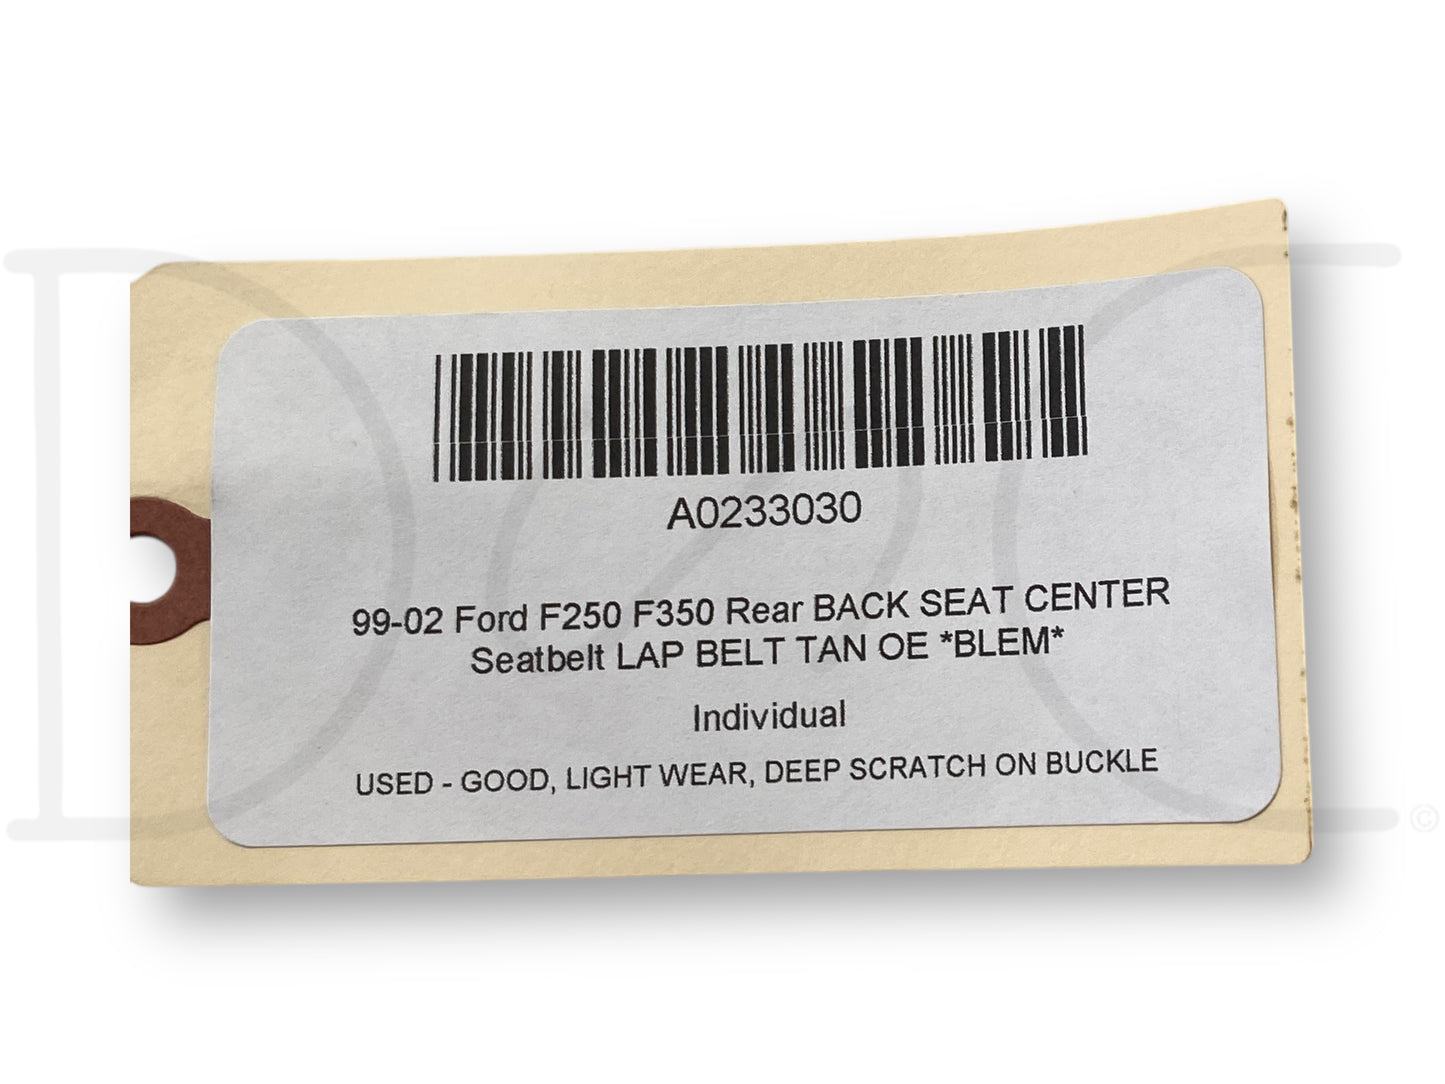 A0233030
99-02 Ford F250 F350 Rear BACK SEAT CENTER
Seatbelt LAP BELT TAN OE *BLEM*
Individual
USED - GOOD, LIGHT WEAR, DEEP SCRATCH ON BUCKLE
©